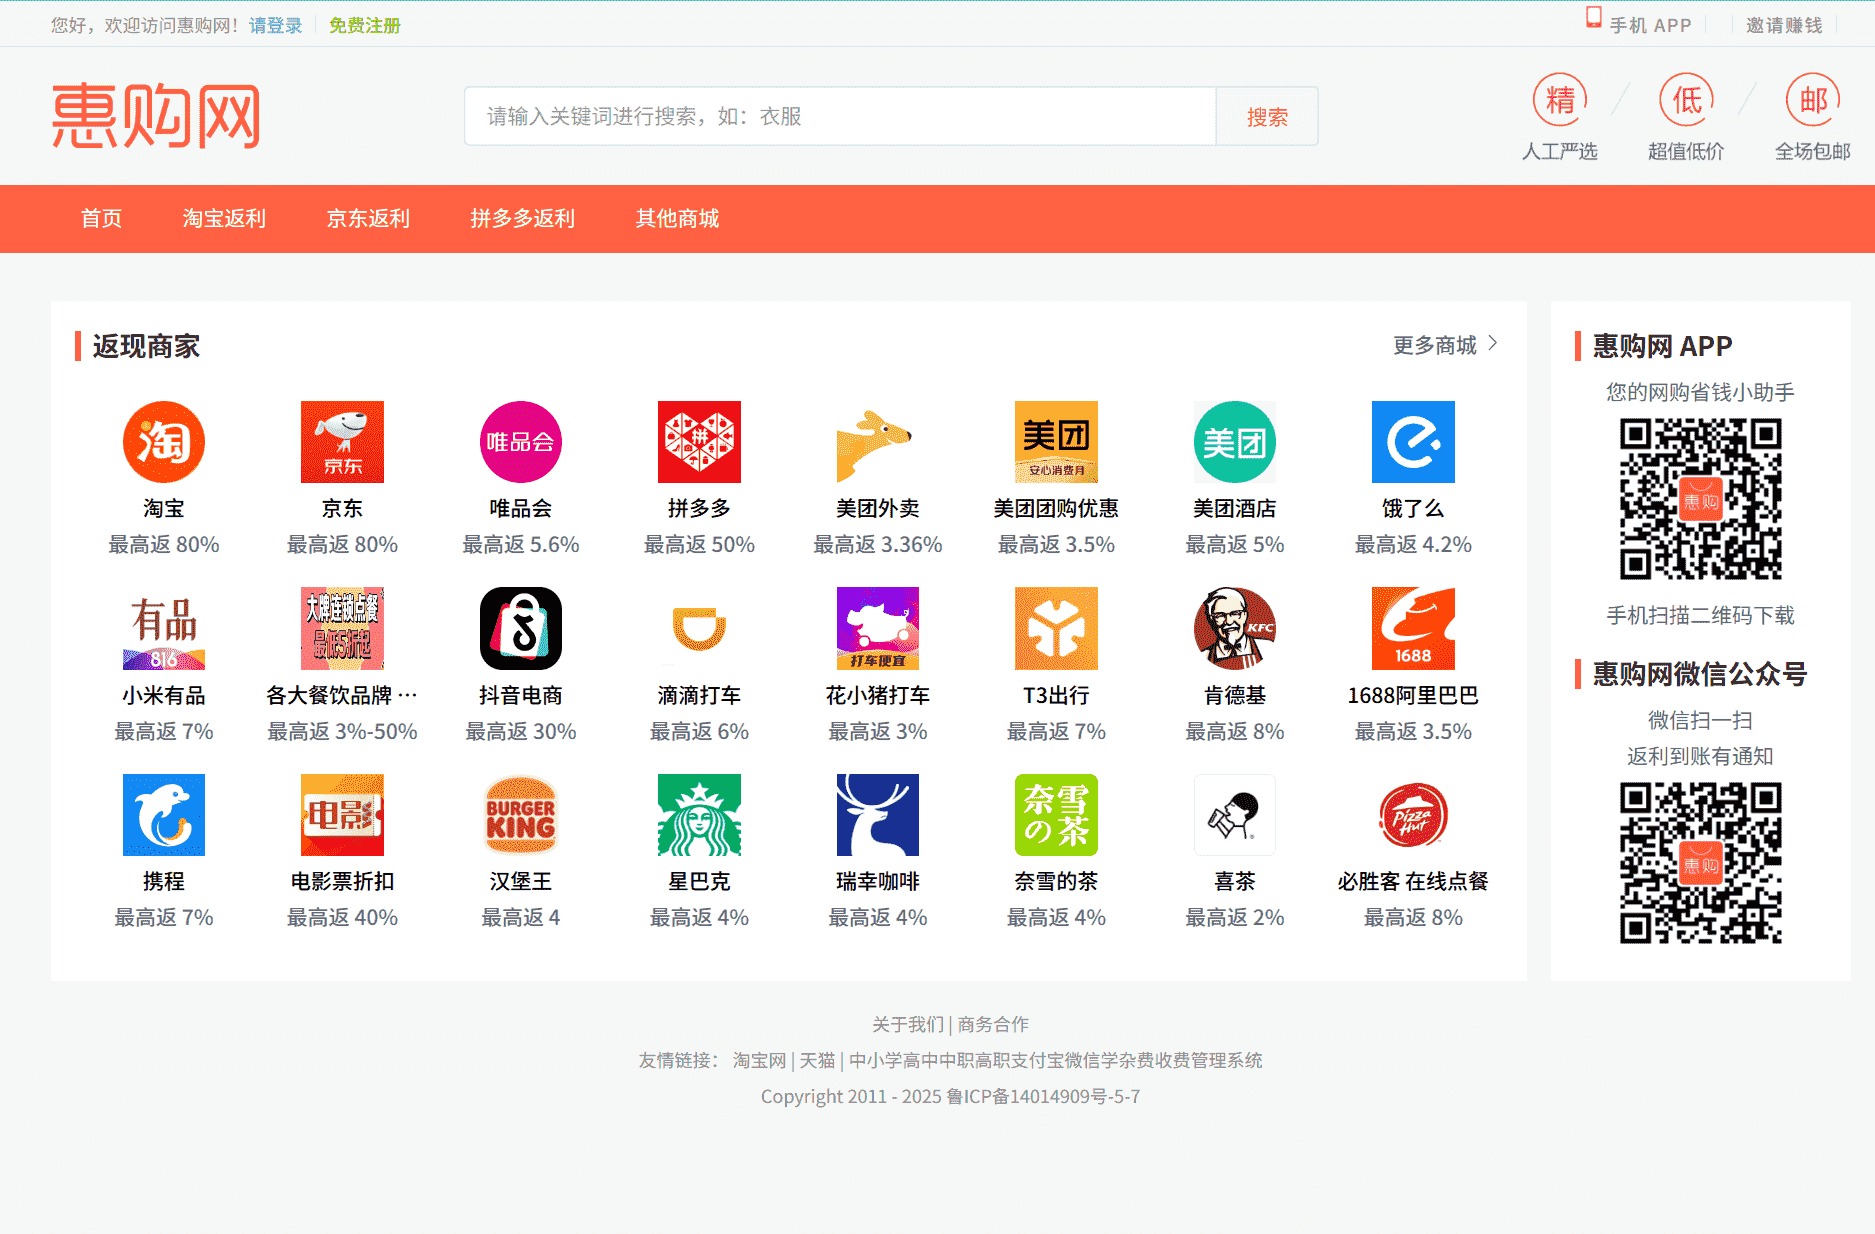 您好，欢迎访问惠购网！ 请登录 免费注册
手机 APP 邀请赚钱
惠购网
请输入关键词进行搜索，如：衣服 搜索
精 低 邮
人工严选 超值低价 全场包邮
首页 淘宝返利 京东返利 拼多多返利 其他商城
返现商家 更多商城
淘 京东 唯品会 拼 美团 安心消费月 美团
淘宝 京东 唯品会 拼多多 美团外卖 美团团购优惠 美团酒店 饿了么
最高返 80% 最高返 80% 最高返 5.6% 最高返 50% 最高返 3.36% 最高返 3.5% 最高返 5% 最高返 4.2%
有品 816 大牌连锁点餐 最低5折起 打车便宜 KFC 1688
小米有品 各大餐饮品牌 ··· 抖音电商 滴滴打车 花小猪打车 T3出行 肯德基 1688阿里巴巴
最高返 7% 最高返 3%-50% 最高返 30% 最高返 6% 最高返 3% 最高返 7% 最高返 8% 最高返 3.5%
电影 BURGER KING 奈雪の茶 Pizza Hut
携程 电影票折扣 汉堡王 星巴克 瑞幸咖啡 奈雪的茶 喜茶 必胜客 在线点餐
最高返 7% 最高返 40% 最高返 4 最高返 4% 最高返 4% 最高返 4% 最高返 2% 最高返 8%
惠购网 APP
您的网购省钱小助手
惠购
手机扫描二维码下载
惠购网微信公众号
微信扫一扫
返利到账有通知
惠购
关于我们 | 商务合作
友情链接： 淘宝网 | 天猫 | 中小学高中中职高职支付宝微信学杂费收费管理系统
Copyright 2011 - 2025 鲁ICP备14014909号-5-7